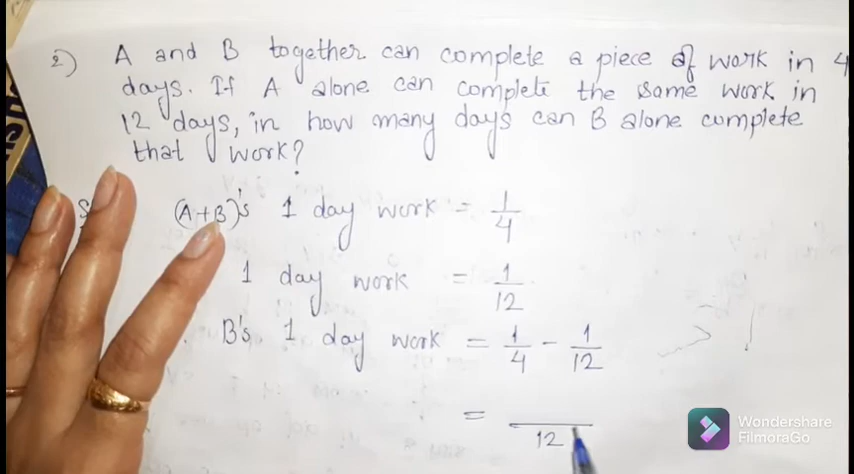 2) A and B together can complete a piece of work in 4
days. If A alone can complete the same work in
12 days, in how many days can B alone complete
that work?
(A+B)'s 1 day work = 1/4
1 day work = 1/12
B's 1 day work = 1/4 - 1/12
= /12
Wondershare
FilmoraGo